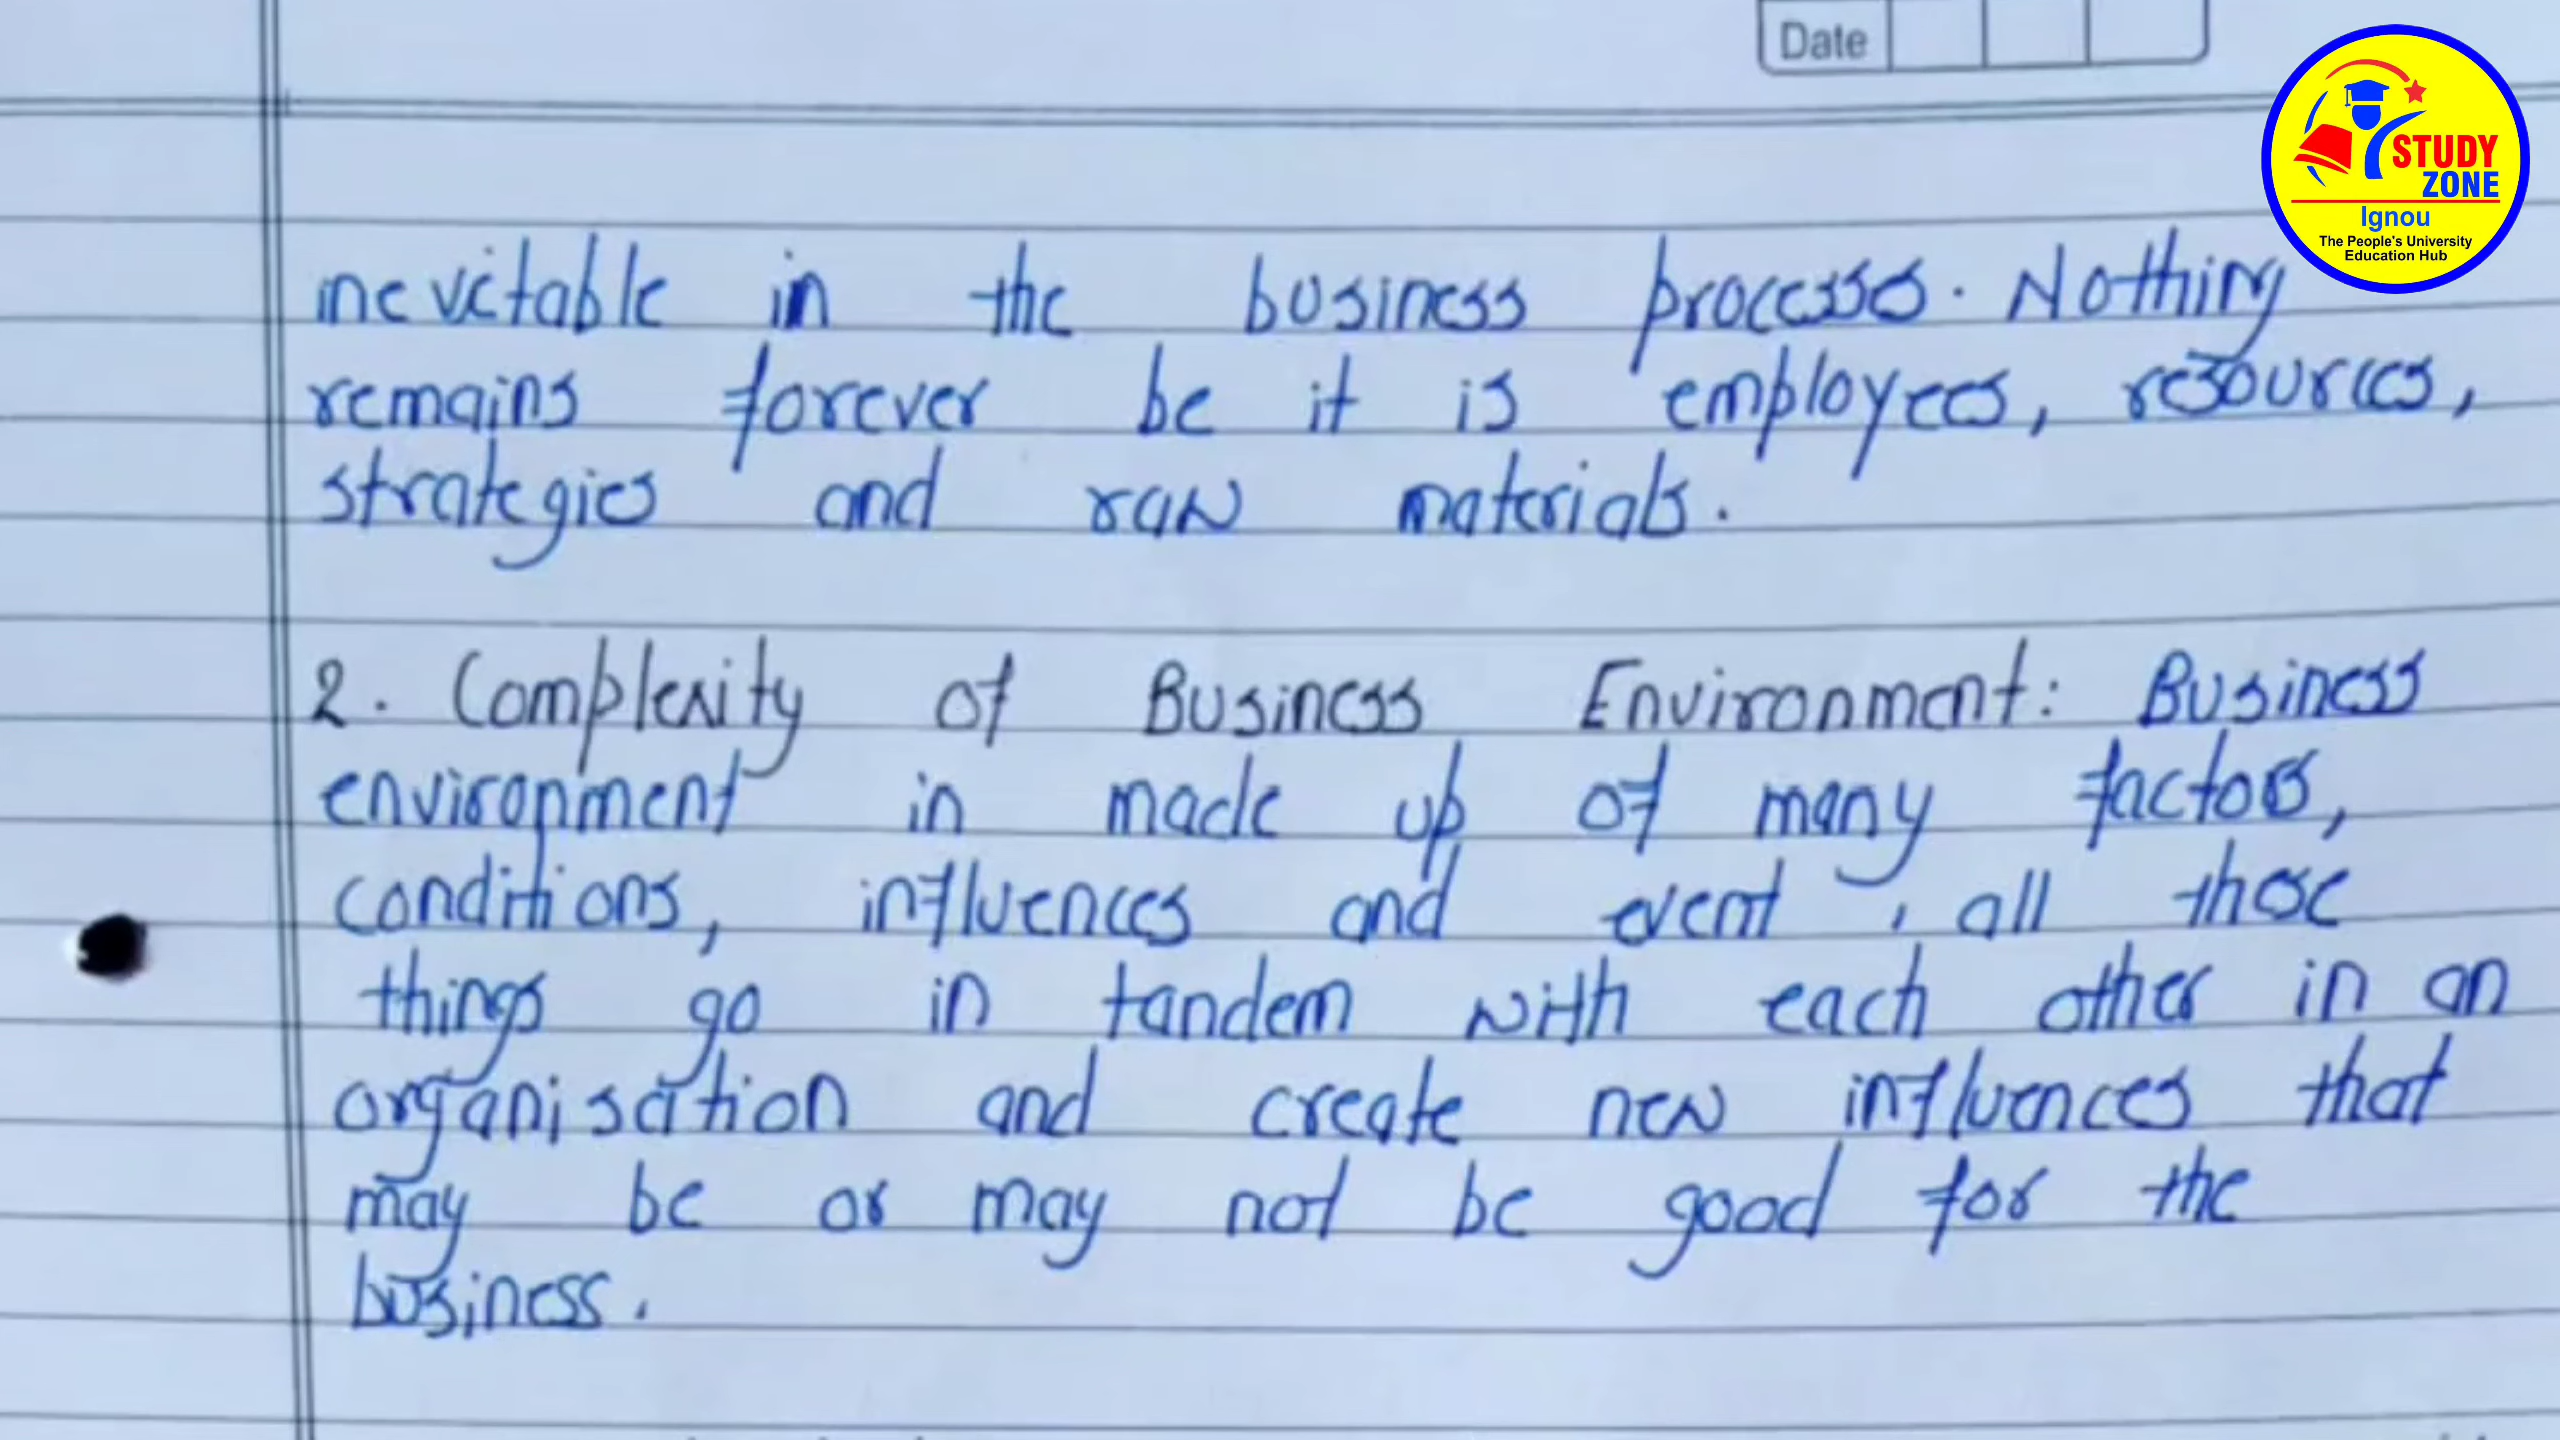 Date
STUDY
ZONE
Ignou
The People's University
Education Hub
inevitable in the business process. Nothing
remains forever be it is employees, resources,
strategies and raw materials.
2. Complexity of Business Environment: Business
environment in made up of many factors,
conditions, influences and event, all these
things go in tandem with each other in an
organisation and create new influences that
may be or may not be good for the
business.